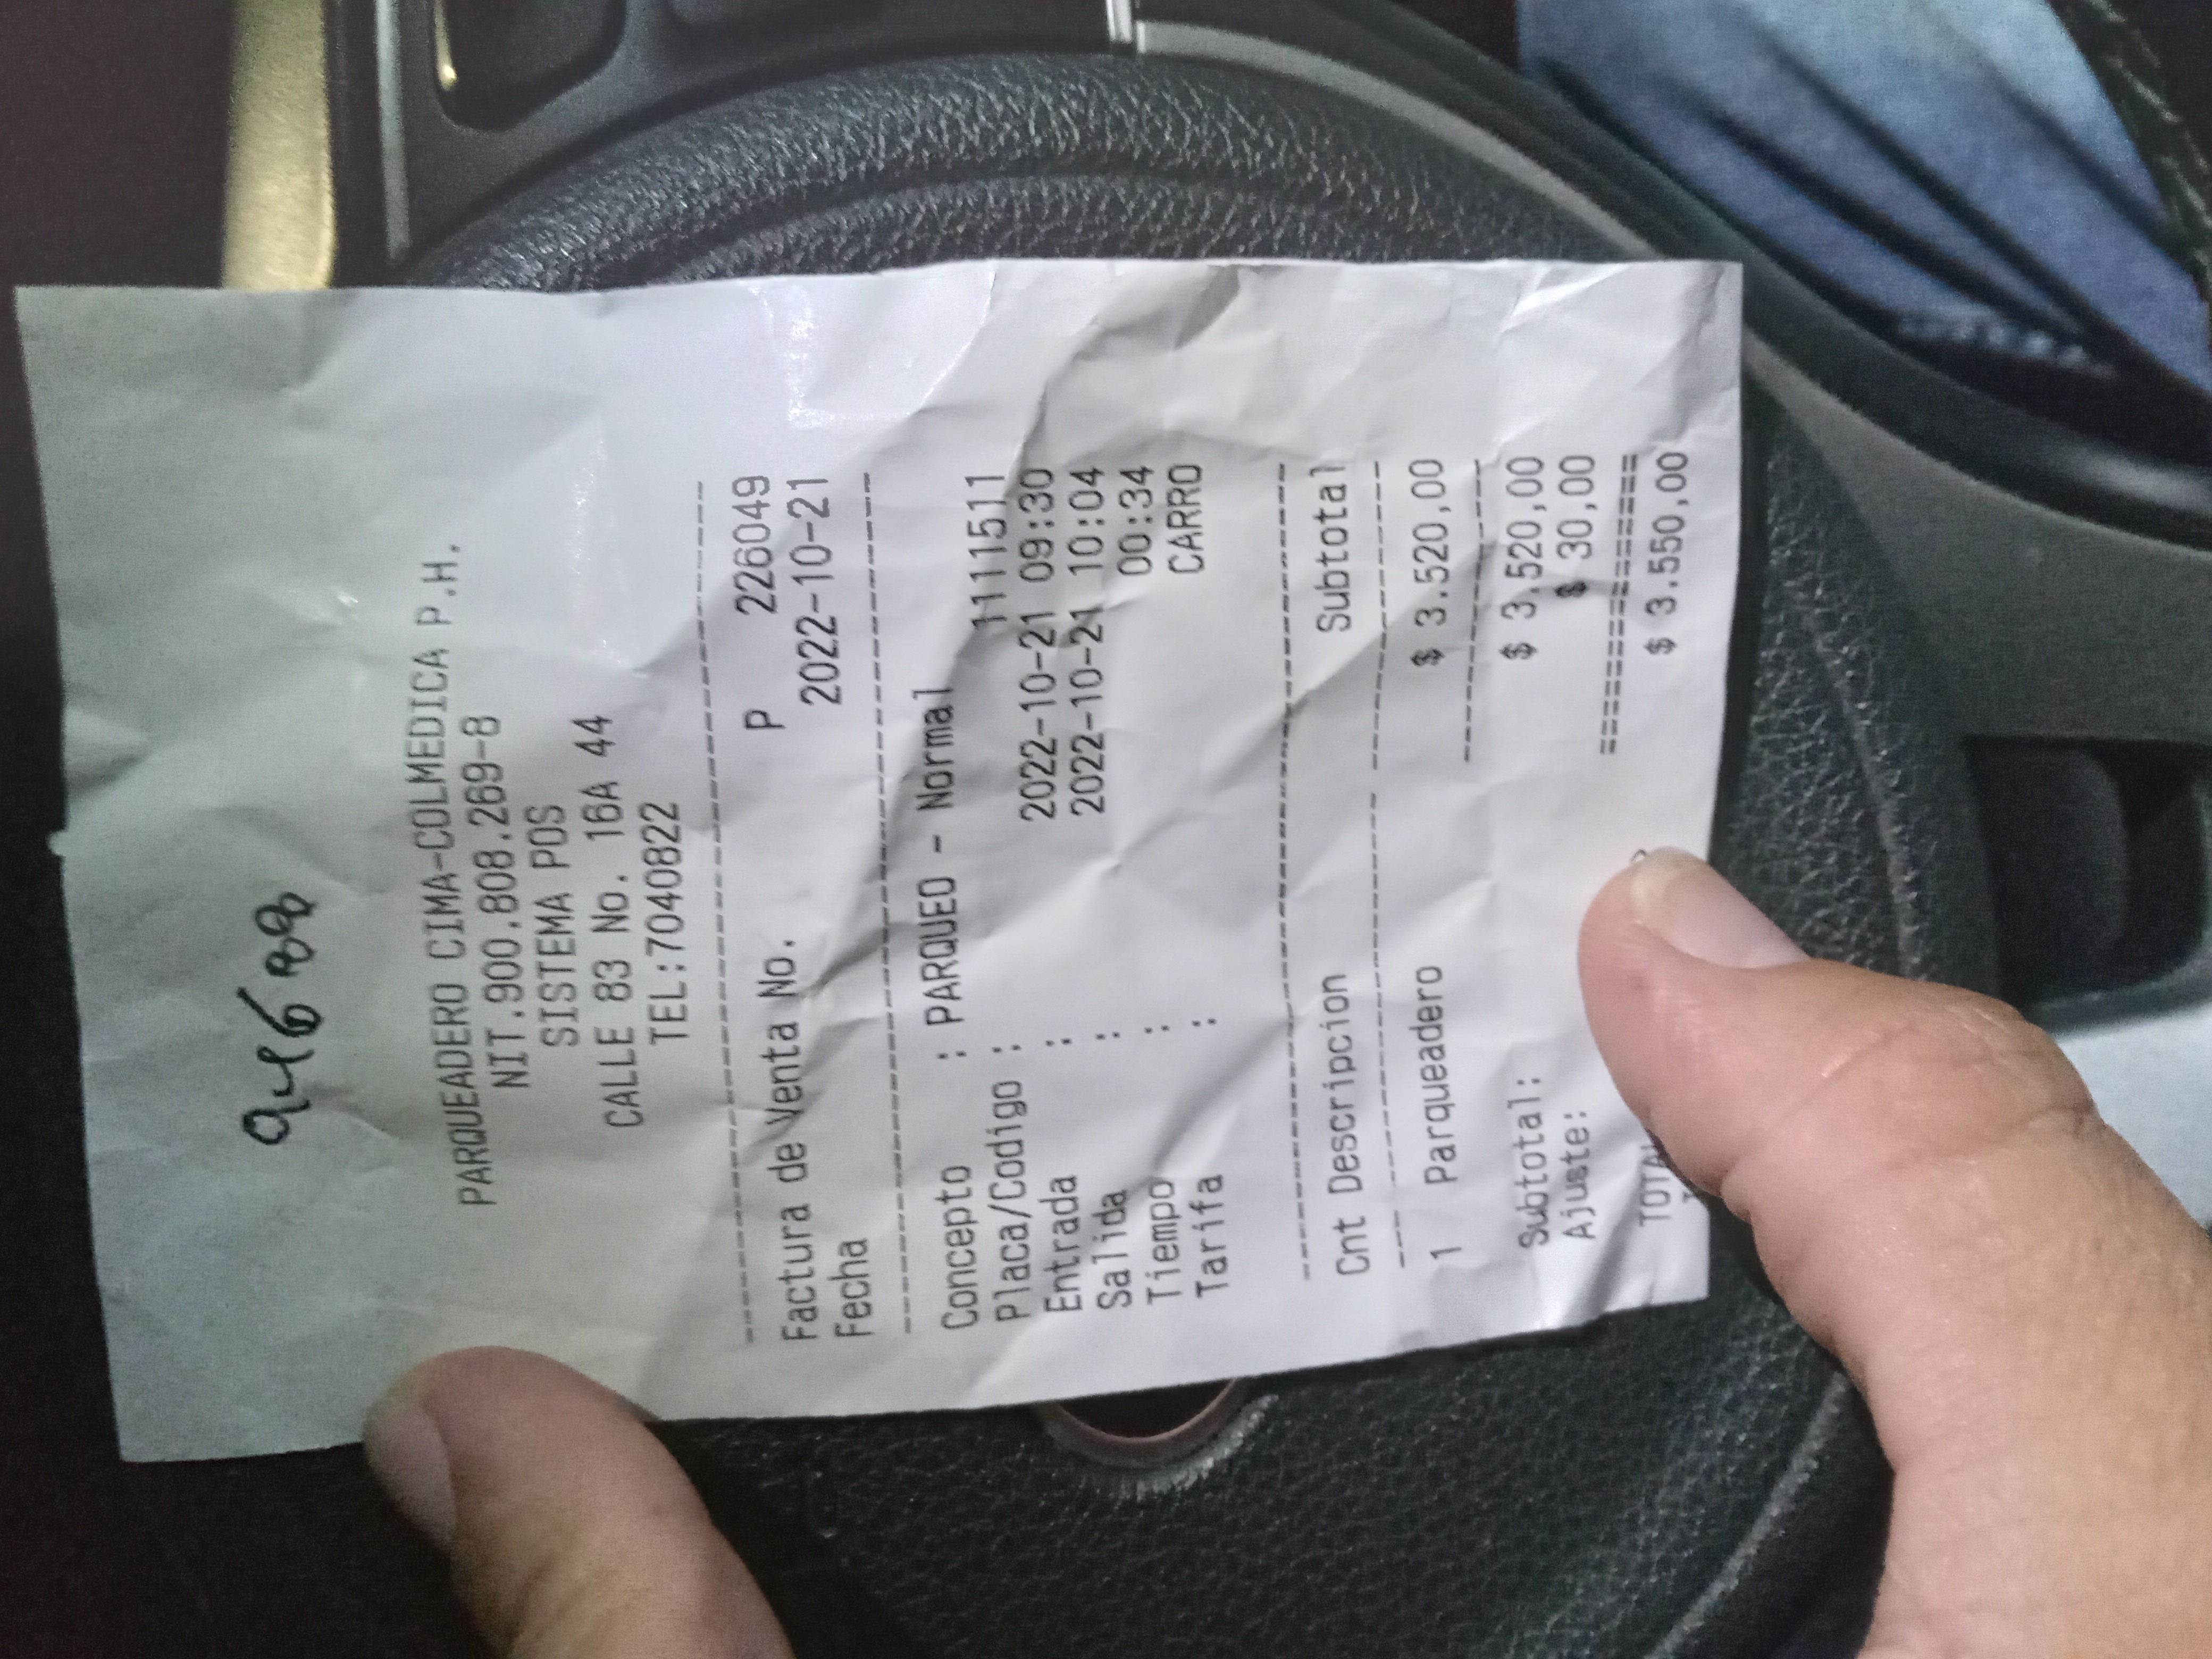 PARQUEADERO CIMA-COLMEDICA P.H.
NIT.900.808.269-8
SISTEMA POS
CALLE 83 No. 16A 44
TEL:7040822
Factura de Venta No. P 226049
Fecha 2022-10-21
Concepto : PARQUEO - Normal
Placa/Codigo : 1111511
Entrada : 2022-10-21 09:30
Salida : 2022-10-21 10:04
Tiempo : 00:34
Tarifa : CARRO
Cnt Descripcion Subtotal
1 Parqueadero $ 3.520,00
Subtotal: $ 3.520,00
Ajuste: $ 30,00
$ 3.550,00